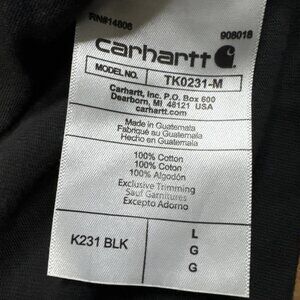 RN#14806
908018
carhartt
MODEL NO. TK0231-M
Carhartt, Inc. P.O. Box 600
Dearborn, MI 48121 USA
carhartt.com
Made in Guatemala
Fabriqué au Guatemala
Hecho en Guatemala
100% Cotton
100% Coton
100% Algodón
Exclusive Trimming
Sauf Garnitures
Excepto Adorno
K231 BLK
L
G
G